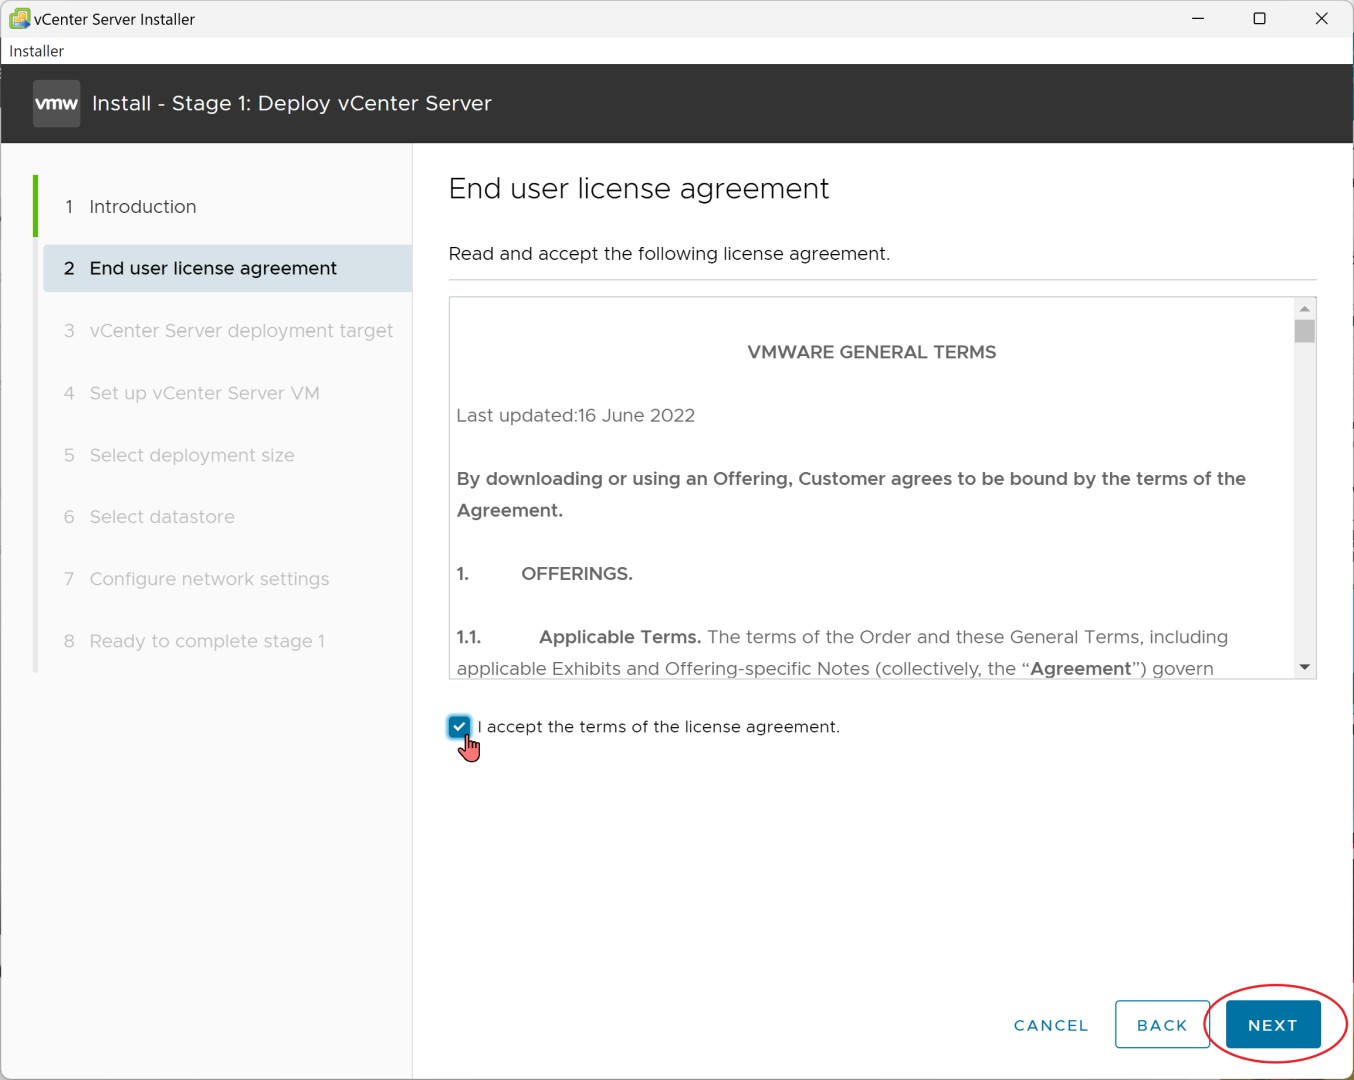 vCenter Server Installer
Installer
vmw Install - Stage 1: Deploy vCenter Server
1 Introduction
2 End user license agreement
3 vCenter Server deployment target
4 Set up vCenter Server VM
5 Select deployment size
6 Select datastore
7 Configure network settings
8 Ready to complete stage 1
End user license agreement
Read and accept the following license agreement.
VMWARE GENERAL TERMS
Last updated:16 June 2022
By downloading or using an Offering, Customer agrees to be bound by the terms of the
Agreement.
1. OFFERINGS.
1.1. Applicable Terms. The terms of the Order and these General Terms, including
applicable Exhibits and Offering-specific Notes (collectively, the “Agreement”) govern
I accept the terms of the license agreement.
CANCEL BACK NEXT